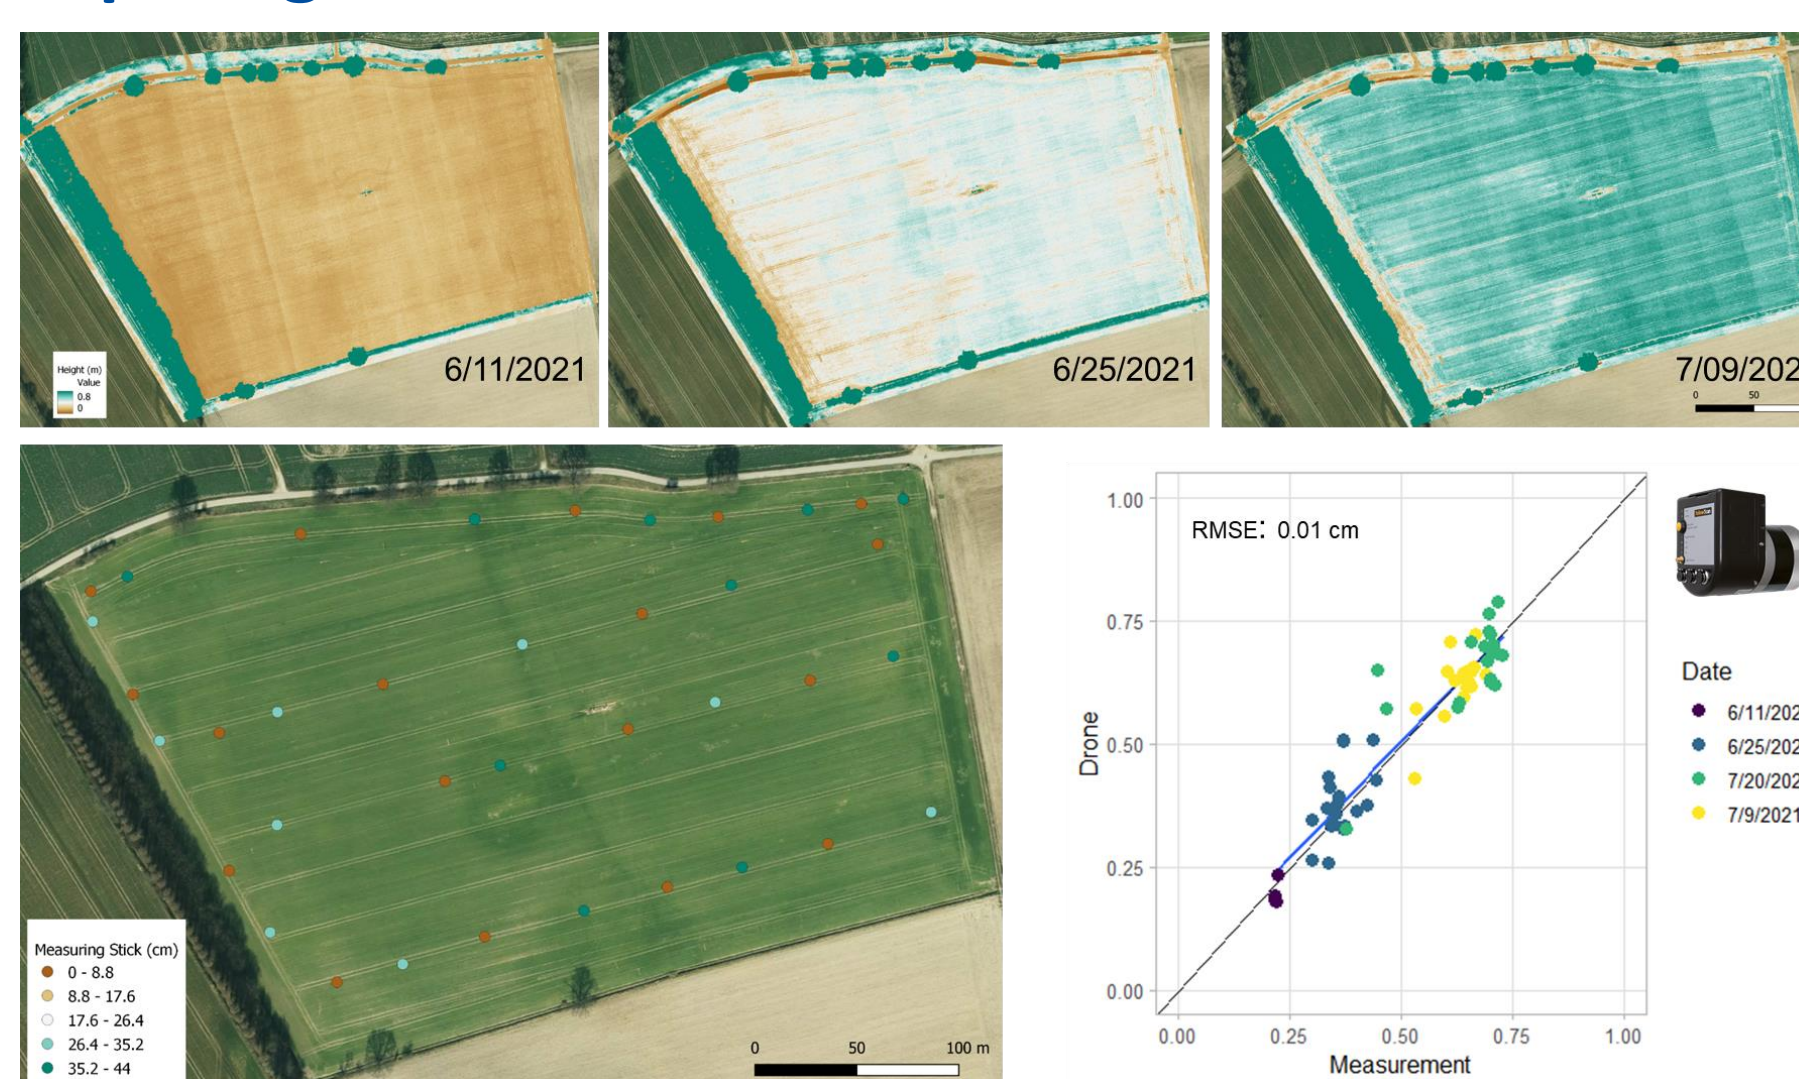 6/11/2021
Height (m)
Value
0.8
0
6/25/2021
7/09/202
0 50
Measuring Stick (cm)
0 - 8.8
8.8 - 17.6
17.6 - 26.4
26.4 - 35.2
35.2 - 44
0 50 100 m
RMSE: 0.01 cm
1.00
0.75
0.50
0.25
0.00
Drone
0.00 0.25 0.50 0.75 1.00
Measurement
Date
6/11/202
6/25/202
7/20/202
7/9/2021